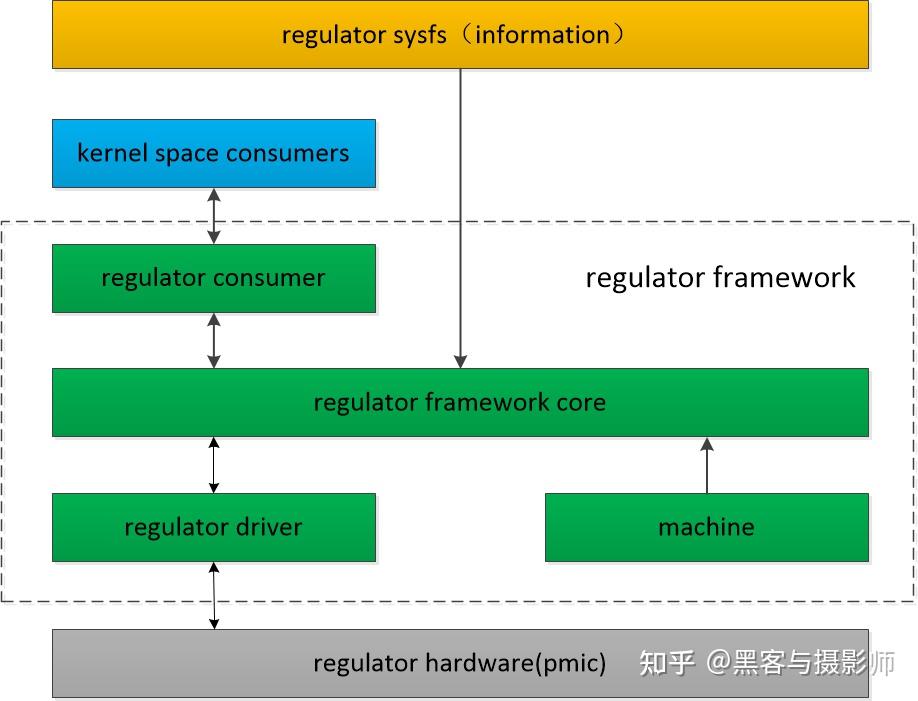 regulator sysfs（information）
kernel space consumers
regulator consumer
regulator framework
regulator framework core
regulator driver
machine
regulator hardware(pmic)
知乎 @黑客与摄影师